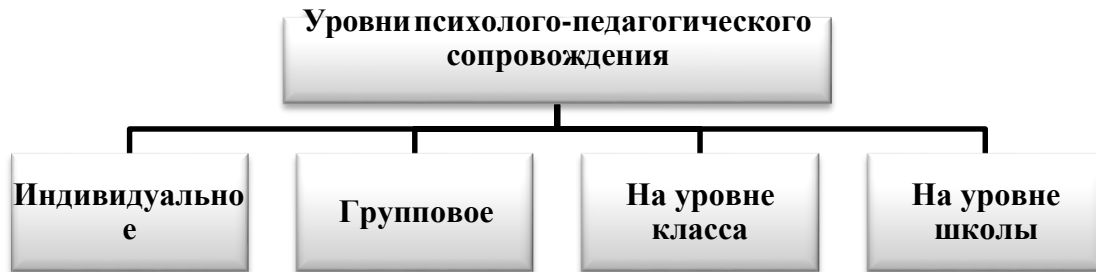 Уровни психолого-педагогического
сопровождения
Индивидуально
е
Групповое
На уровне
класса
На уровне
школы